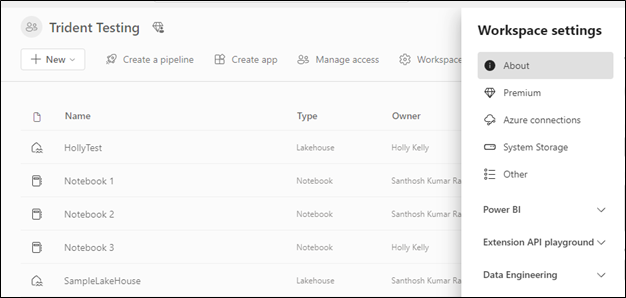 Trident Testing
New
Create a pipeline
Create app
Manage access
Workspace
Name Type Owner
HollyTest Lakehouse Holly Kelly
Notebook 1 Notebook Santhosh Kumar Ra
Notebook 2 Notebook Santhosh Kumar Ra
Notebook 3 Notebook Holly Kelly
SampleLakeHouse Lakehouse Santhosh Kumar Ra
Workspace settings
About
Premium
Azure connections
System Storage
Other
Power BI
Extension API playground
Data Engineering